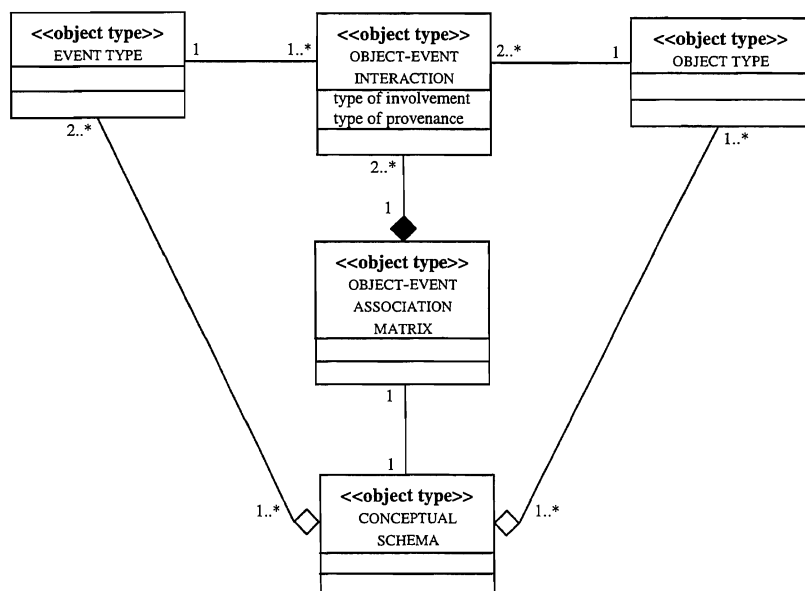 <<object type>>
EVENT TYPE
1
1..*
<<object type>>
OBJECT-EVENT
INTERACTION
type of involvement
type of provenance
2..*
1
<<object type>>
OBJECT TYPE
2..*
2..*
1..*
1
<<object type>>
OBJECT-EVENT
ASSOCIATION
MATRIX
1
1
1..*
<<object type>>
CONCEPTUAL
SCHEMA
1..*